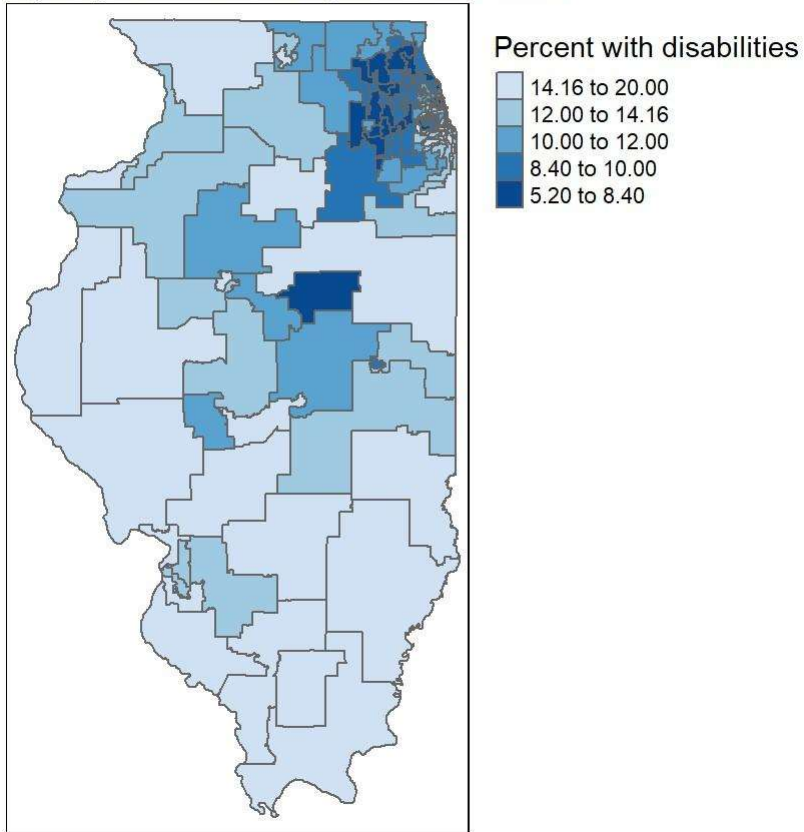 Percent with disabilities
14.16 to 20.00
12.00 to 14.16
10.00 to 12.00
8.40 to 10.00
5.20 to 8.40